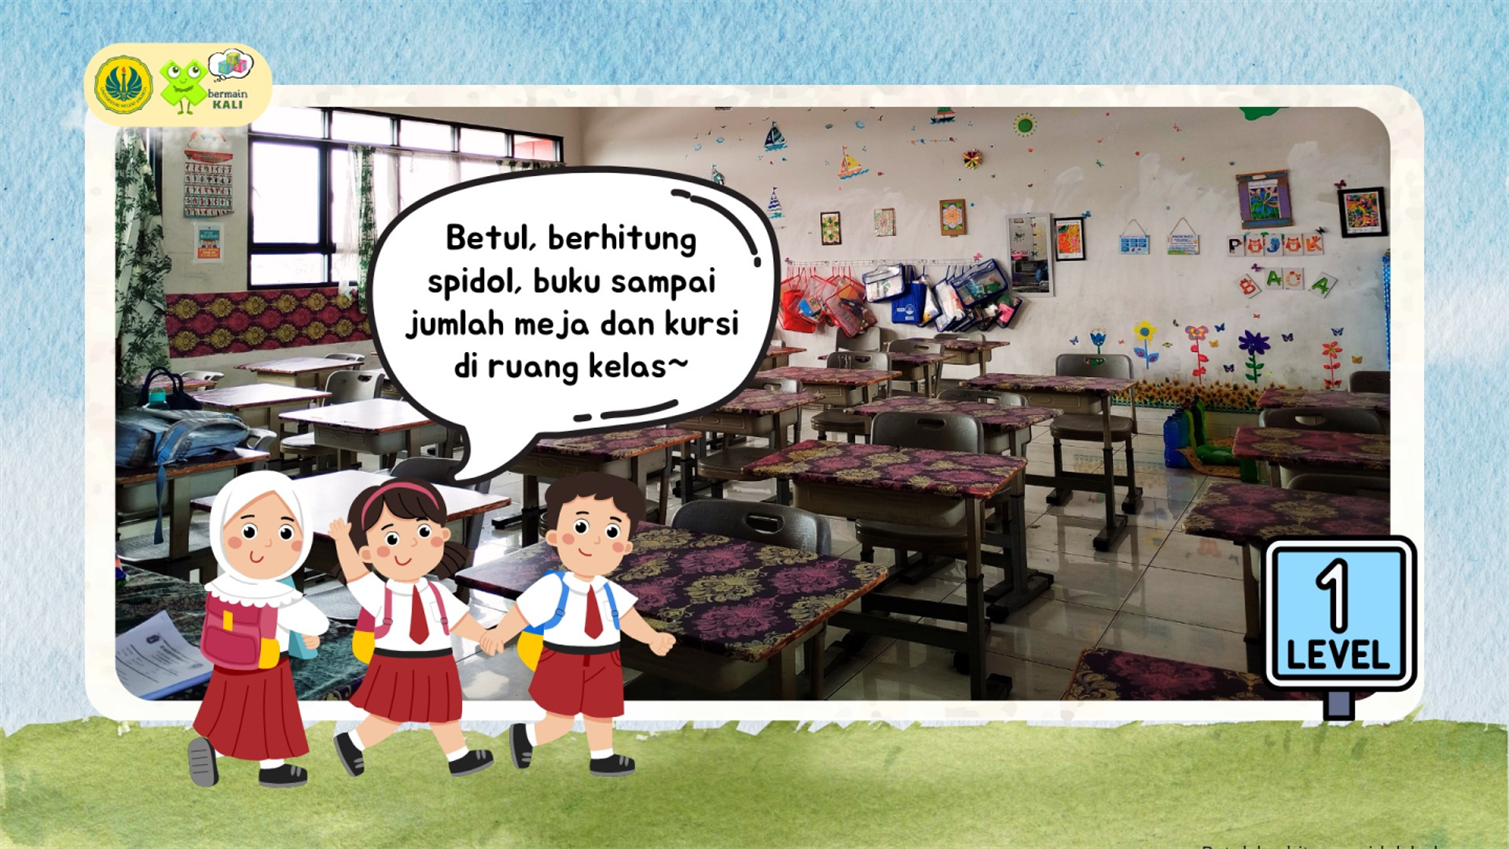 bermain
KALI
Betul, berhitung
spidol, buku sampai
jumlah meja dan kursi
di ruang kelas~
POJOK
BACA
1
LEVEL